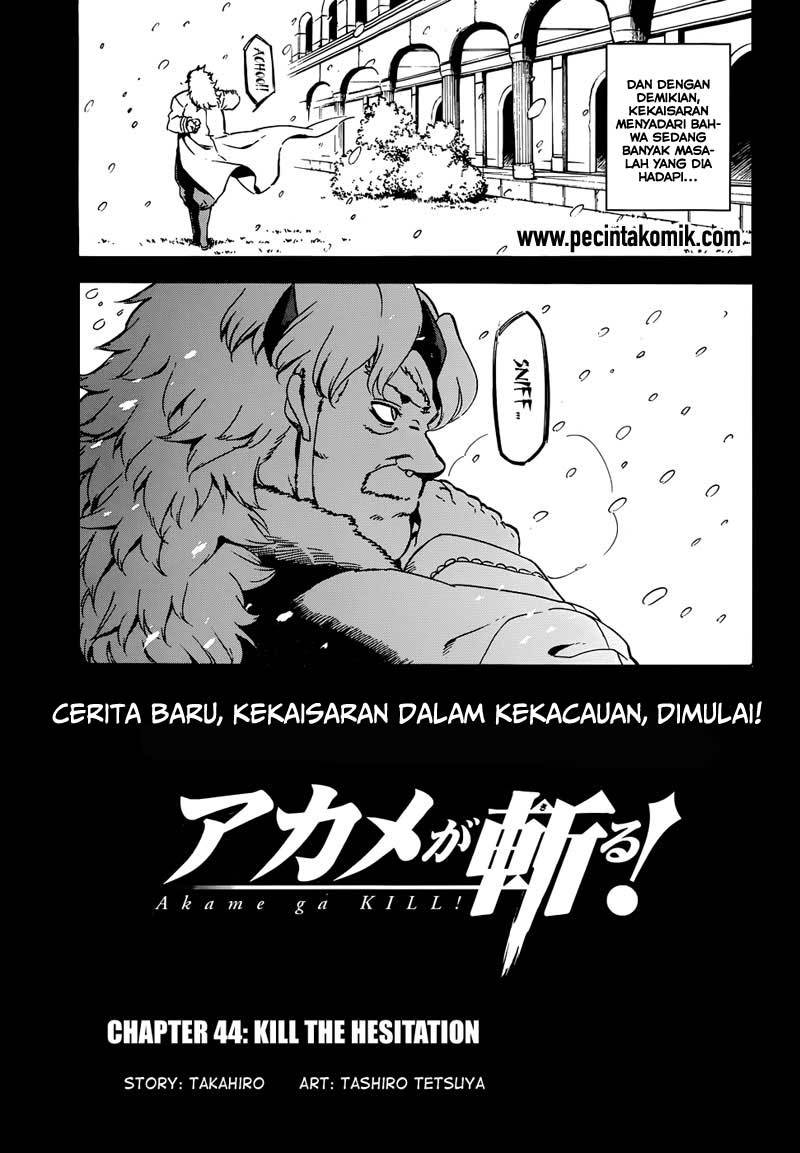 ACHOO!!
DAN DENGAN
DEMIKIAN,
KEKAISARAN
MENYADARI BAH-
WA SEDANG
BANYAK MASA-
LAH YANG DIA
HADAPI...
www.pecintakomik.com
SNIFF...
CERITA BARU, KEKAISARAN DALAM KEKACAUAN, DIMULAI!
アカメが斬る!
き
Akame ga KILL!
CHAPTER 44: KILL THE HESITATION
STORY: TAKAHIRO ART: TASHIRO TETSUYA